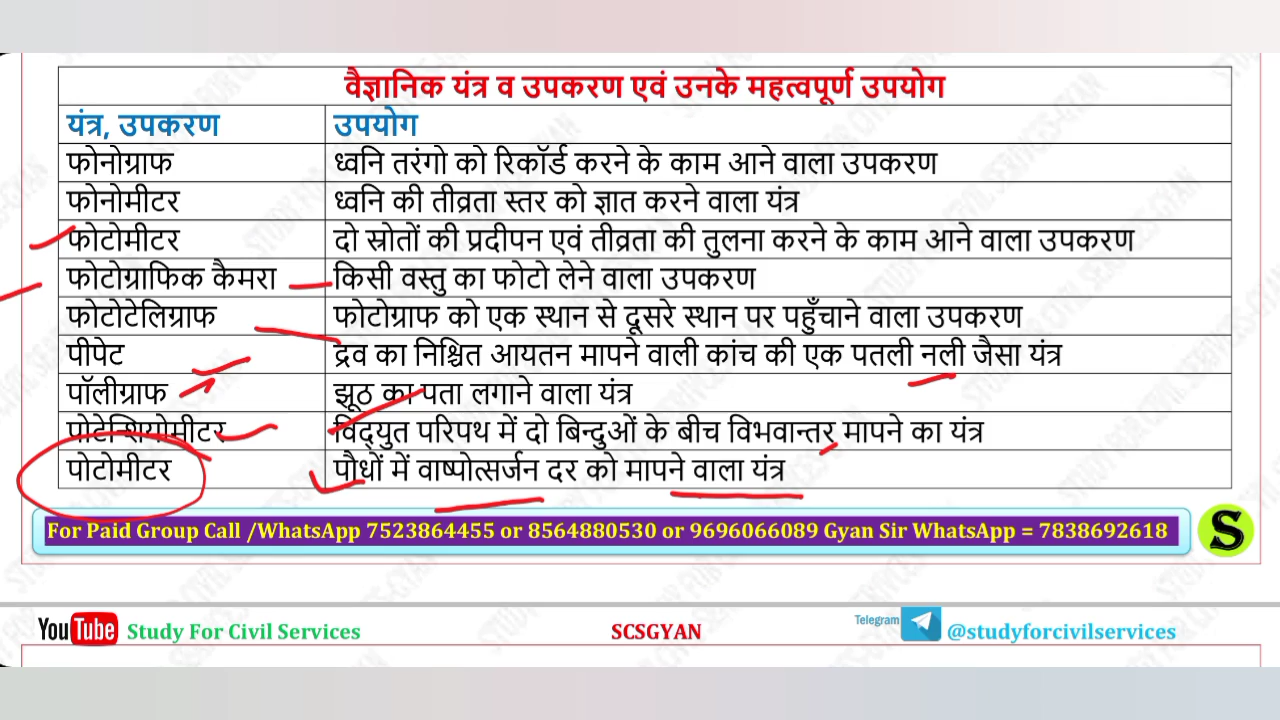 वैज्ञानिक यंत्र व उपकरण एवं उनके महत्वपूर्ण उपयोग
यंत्र, उपकरण उपयोग
फोनोग्राफ ध्वनि तरंगो को रिकॉर्ड करने के काम आने वाला उपकरण
फोनोमीटर ध्वनि की तीव्रता स्तर को ज्ञात करने वाला यंत्र
फोटोमीटर दो स्रोतों की प्रदीपन एवं तीव्रता की तुलना करने के काम आने वाला उपकरण
फोटोग्राफिक कैमरा किसी वस्तु का फोटो लेने वाला उपकरण
फोटोटेलिग्राफ फोटोग्राफ को एक स्थान से दूसरे स्थान पर पहुँचाने वाला उपकरण
पीपेट द्रव का निश्चित आयतन मापने वाली कांच की एक पतली नली जैसा यंत्र
पॉलीग्राफ झूठ का पता लगाने वाला यंत्र
पोटेन्शियोमीटर विद्युत परिपथ में दो बिन्दुओं के बीच विभवान्तर मापने का यंत्र
पोटोमीटर पौधों में वाष्पोत्सर्जन दर को मापने वाला यंत्र
For Paid Group Call /WhatsApp 7523864455 or 8564880530 or 9696066089 Gyan Sir WhatsApp = 7838692618
S
YouTube Study For Civil Services SCSGYAN Telegram @studyforcivilservices